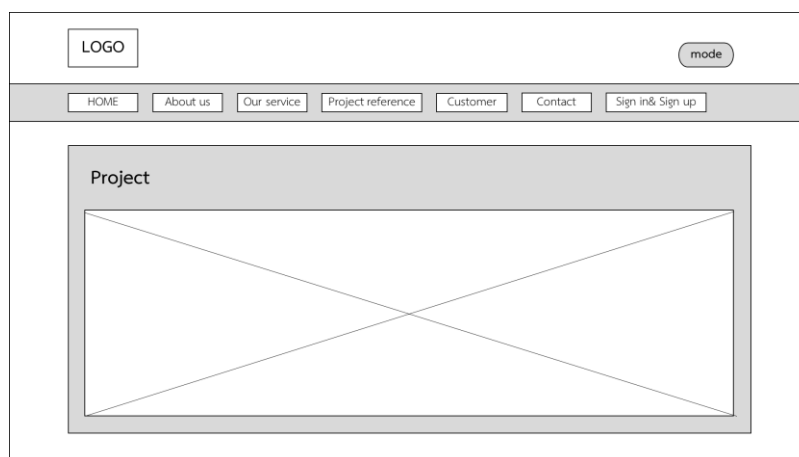 LOGO
mode
HOME
About us
Our service
Project reference
Customer
Contact
Sign in& Sign up
Project